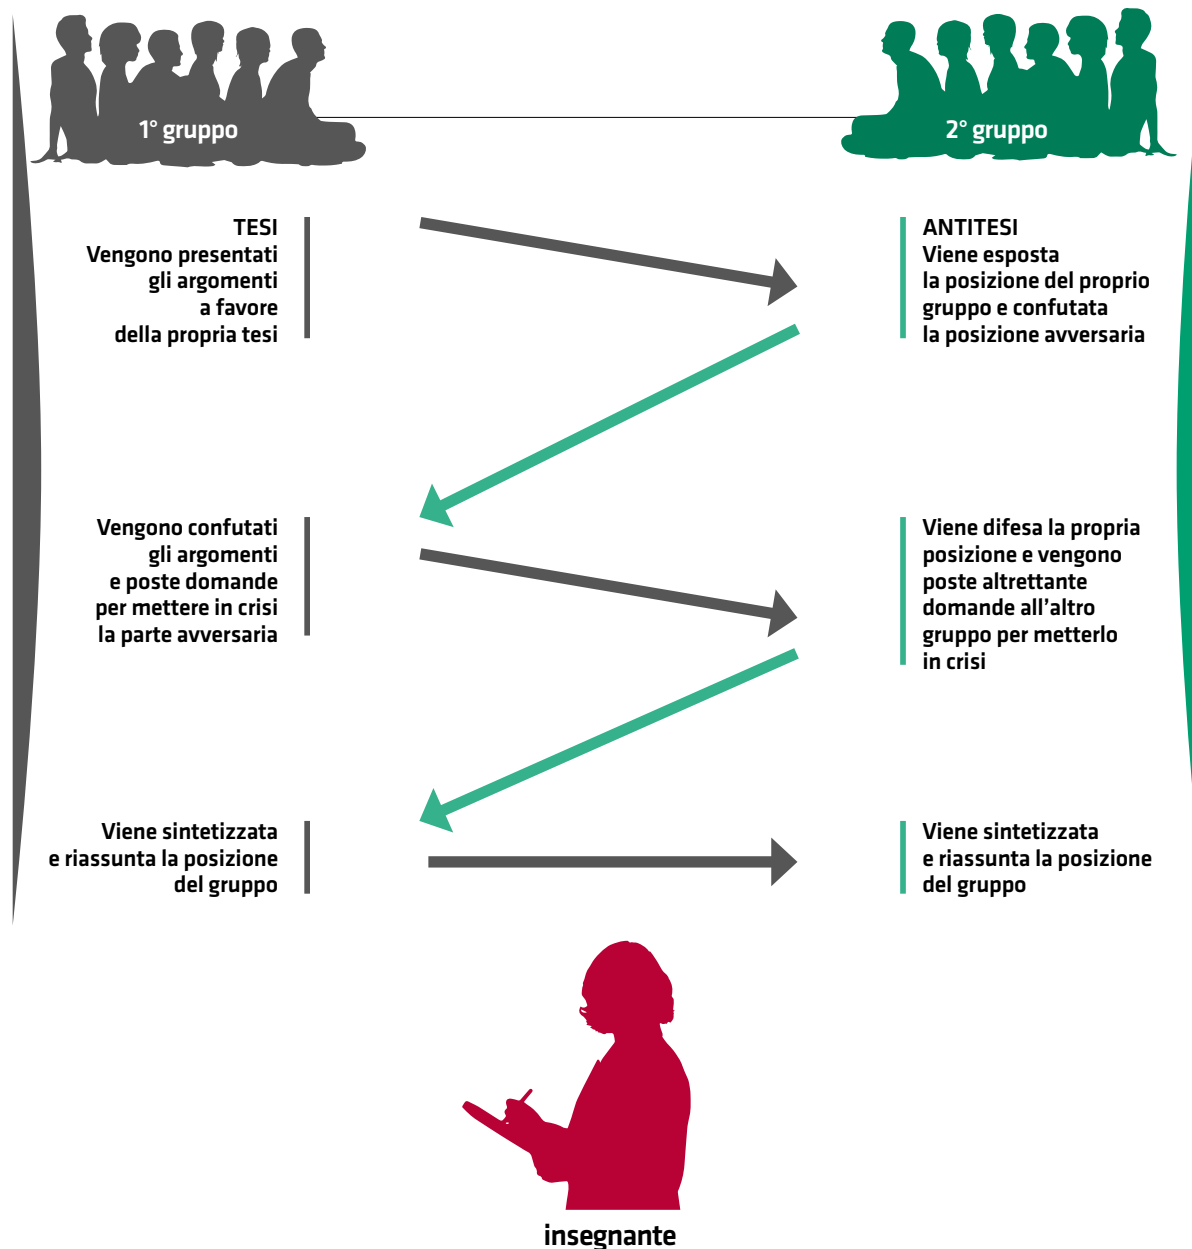 1° gruppo
2° gruppo
TESI
Vengono presentati
gli argomenti
a favore
della propria tesi
ANTITESI
Viene esposta
la posizione del proprio
gruppo e confutata
la posizione avversaria
Vengono confutati
gli argomenti
e poste domande
per mettere in crisi
la parte avversaria
Viene difesa la propria
posizione e vengono
poste altrettante
domande all'altro
gruppo per metterlo
in crisi
Viene sintetizzata
e riassunta la posizione
del gruppo
Viene sintetizzata
e riassunta la posizione
del gruppo
insegnante